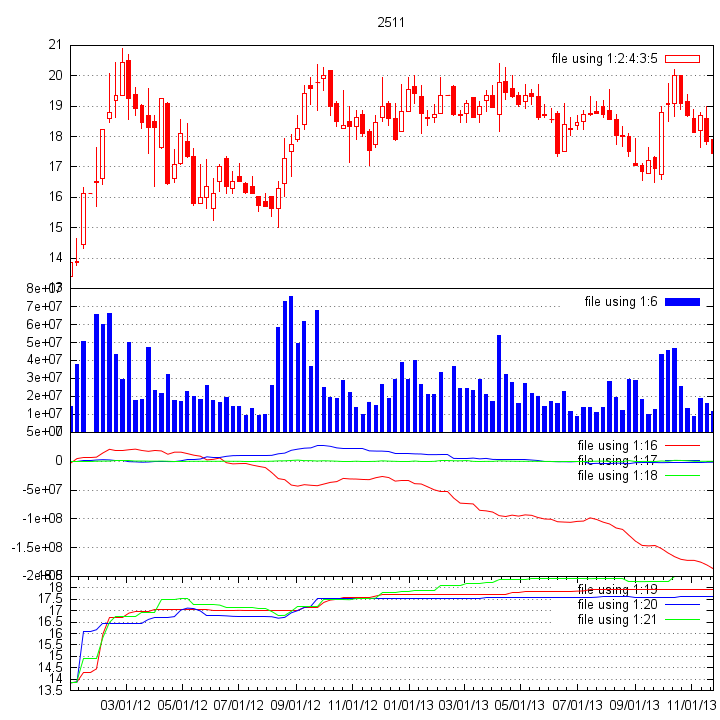 2511
21
file using 1:2:4:3:5
20
19
18
17
16
15
14
13
8e+07
file using 1:6
7e+07
6e+07
5e+07
4e+07
3e+07
2e+07
1e+07
0
5e+07
file using 1:16
0
file using 1:17
file using 1:18
-5e+07
-1e+08
-1.5e+08
-2e+08
18
file using 1:19
17.5
file using 1:20
17
file using 1:21
16.5
16
15.5
15
14.5
14
13.5
03/01/12 05/01/12 07/01/12 09/01/12 11/01/12 01/01/13 03/01/13 05/01/13 07/01/13 09/01/13 11/01/13